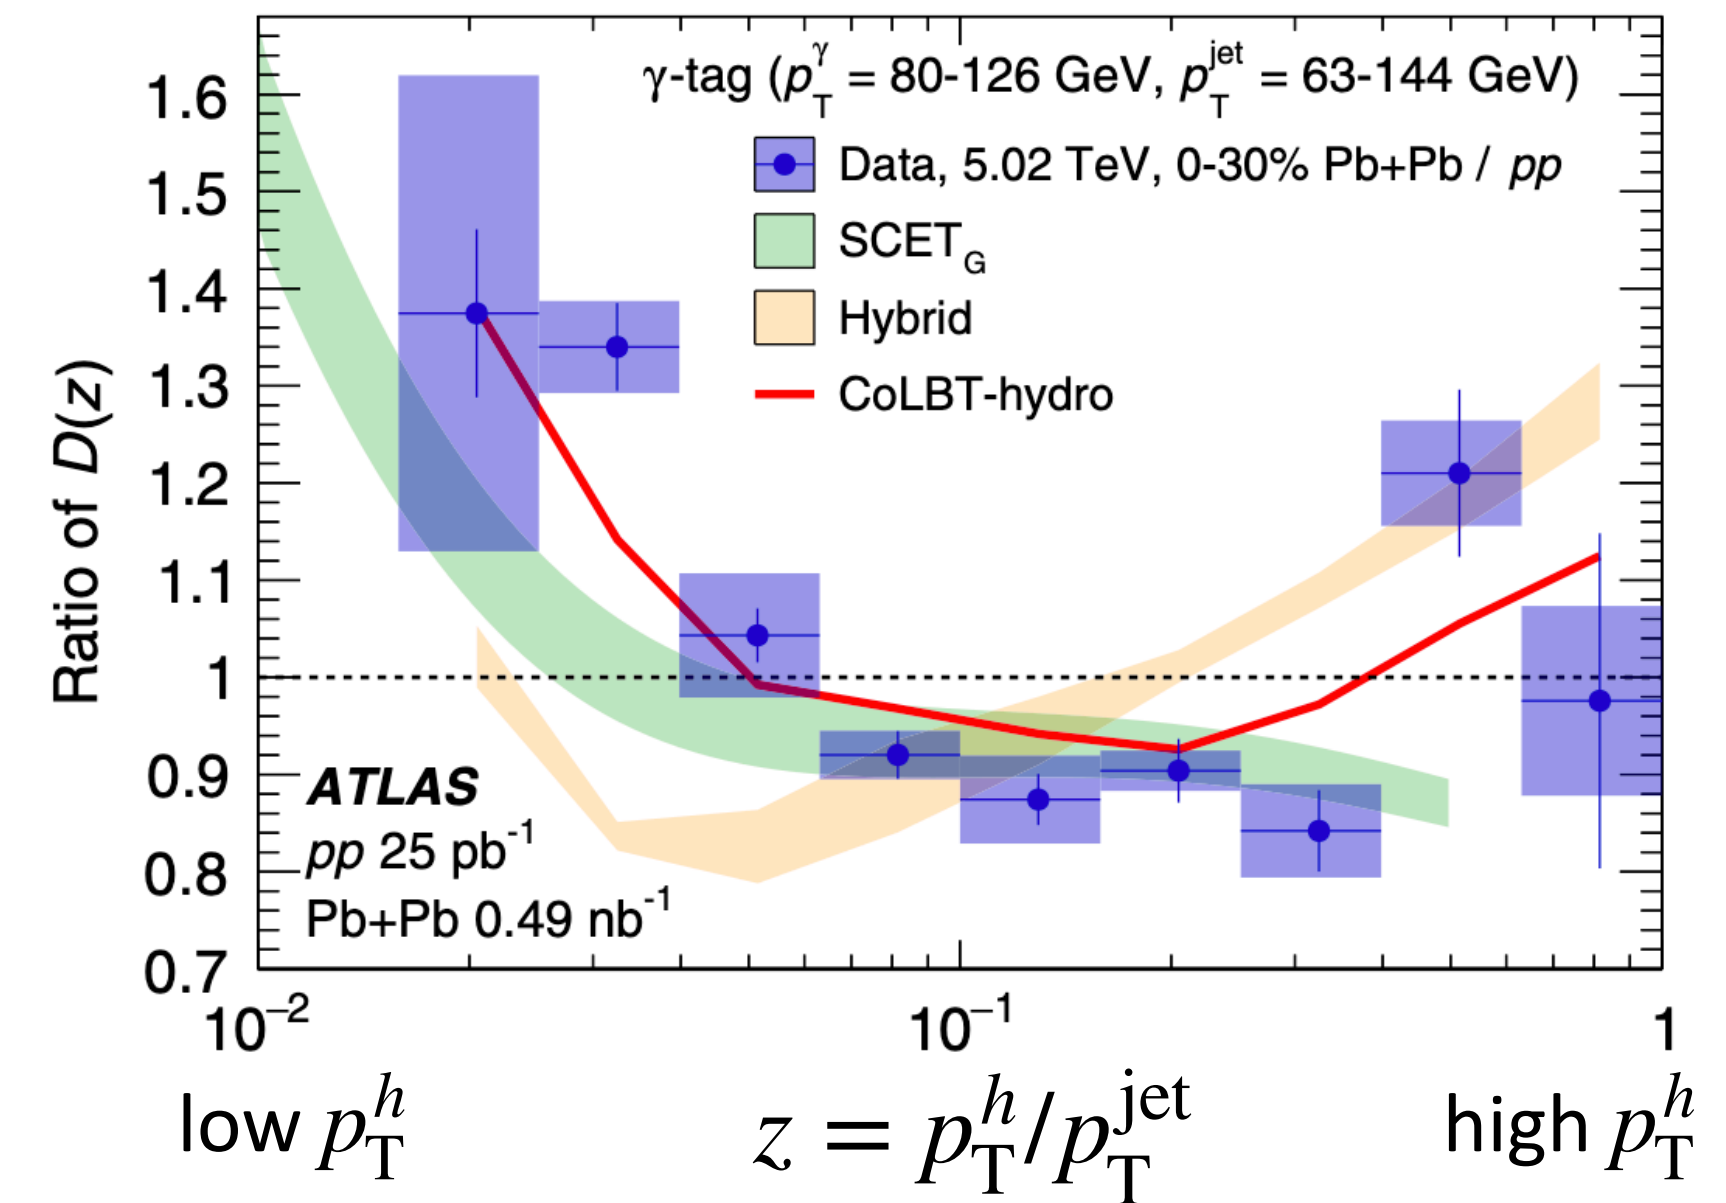 γ-tag (p_T^γ = 80-126 GeV, p_T^jet = 63-144 GeV)
Data, 5.02 TeV, 0-30% Pb+Pb / pp
SCET_G
Hybrid
CoLBT-hydro
Ratio of D(z)
1.6
1.5
1.4
1.3
1.2
1.1
1
0.9
0.8
0.7
ATLAS
pp 25 pb^-1
Pb+Pb 0.49 nb^-1
10^−2
10^−1
1
low p_T^h
z = p_T^h/p_T^jet
high p_T^h